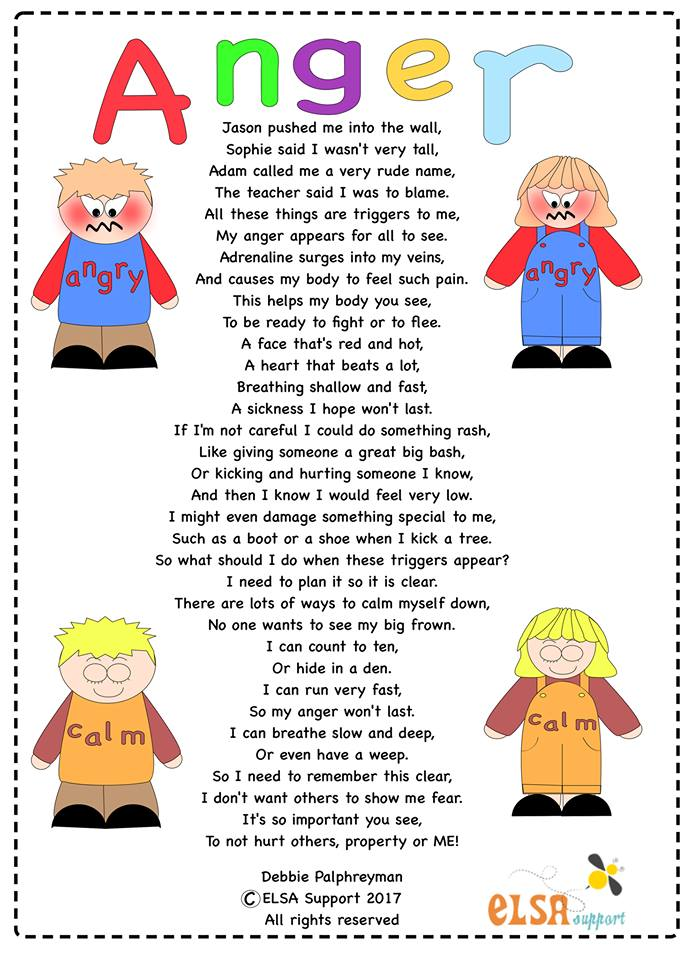 Anger
Jason pushed me into the wall,
Sophie said I wasn't very tall,
Adam called me a very rude name,
The teacher said I was to blame.
All these things are triggers to me,
My anger appears for all to see.
Adrenaline surges into my veins,
And causes my body to feel such pain.
This helps my body you see,
To be ready to fight or to flee.
A face that's red and hot,
A heart that beats a lot,
Breathing shallow and fast,
A sickness I hope won't last.
If I'm not careful I could do something rash,
Like giving someone a great big bash,
Or kicking and hurting someone I know,
And then I know I would feel very low.
I might even damage something special to me,
Such as a boot or a shoe when I kick a tree.
So what should I do when these triggers appear?
I need to plan it so it is clear.
There are lots of ways to calm myself down,
No one wants to see my big frown.
I can count to ten,
Or hide in a den.
I can run very fast,
So my anger won't last.
I can breathe slow and deep,
Or even have a weep.
So I need to remember this clear,
I don't want others to show me fear.
It's so important you see,
To not hurt others, property or ME!
angry
angry
calm
calm
Debbie Palphreyman
©ELSA Support 2017
All rights reserved
eLSA support